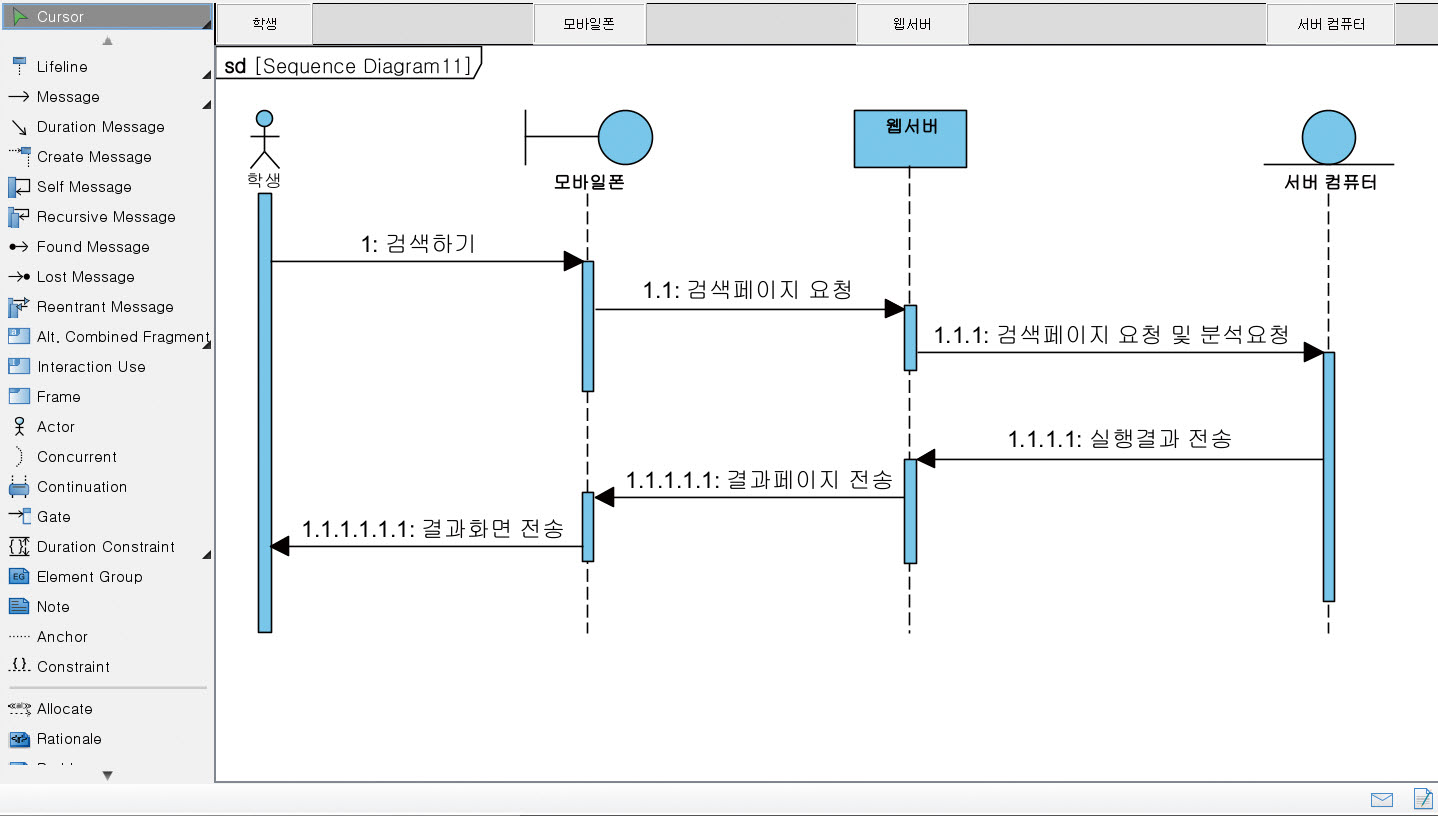 Cursor
학생
모바일폰
웹서버
서버 컴퓨터
sd [Sequence Diagram11]
Lifeline
Message
Duration Message
Create Message
Self Message
Recursive Message
Found Message
Lost Message
Reentrant Message
Alt. Combined Fragment
Interaction Use
Frame
Actor
Concurrent
Continuation
Gate
Duration Constraint
EG Element Group
Note
Anchor
Constraint
Allocate
Rationale
학생
모바일폰
웹서버
서버 컴퓨터
1: 검색하기
1.1: 검색페이지 요청
1.1.1: 검색페이지 요청 및 분석요청
1.1.1.1: 실행결과 전송
1.1.1.1.1: 결과페이지 전송
1.1.1.1.1.1: 결과화면 전송